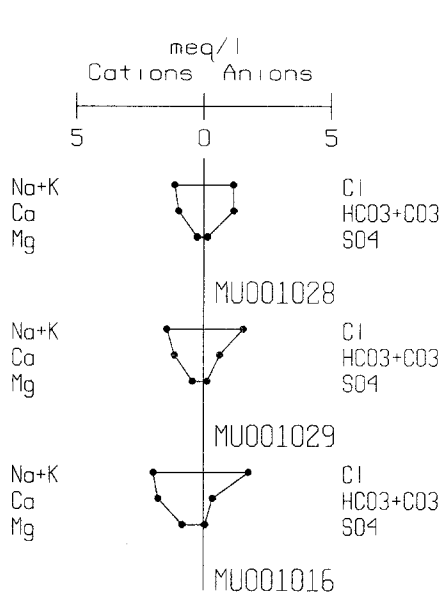 meq/l
Cations Anions
5 0 5
Na+K Cl
Ca HCO3+CO3
Mg SO4
MU001028
Na+K Cl
Ca HCO3+CO3
Mg SO4
MU001029
Na+K Cl
Ca HCO3+CO3
Mg SO4
MU001016